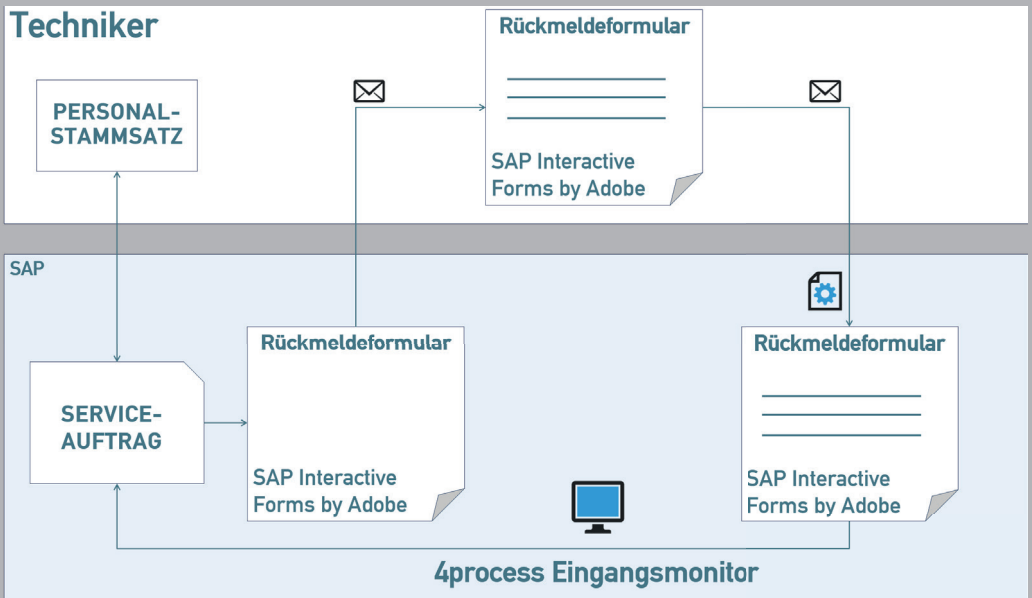 Techniker
Rückmeldeformular
PERSONAL-
STAMMSATZ
SAP Interactive
Forms by Adobe
SAP
Rückmeldeformular
Rückmeldeformular
SERVICE-
AUFTRAG
SAP Interactive
Forms by Adobe
SAP Interactive
Forms by Adobe
4process Eingangsmonitor